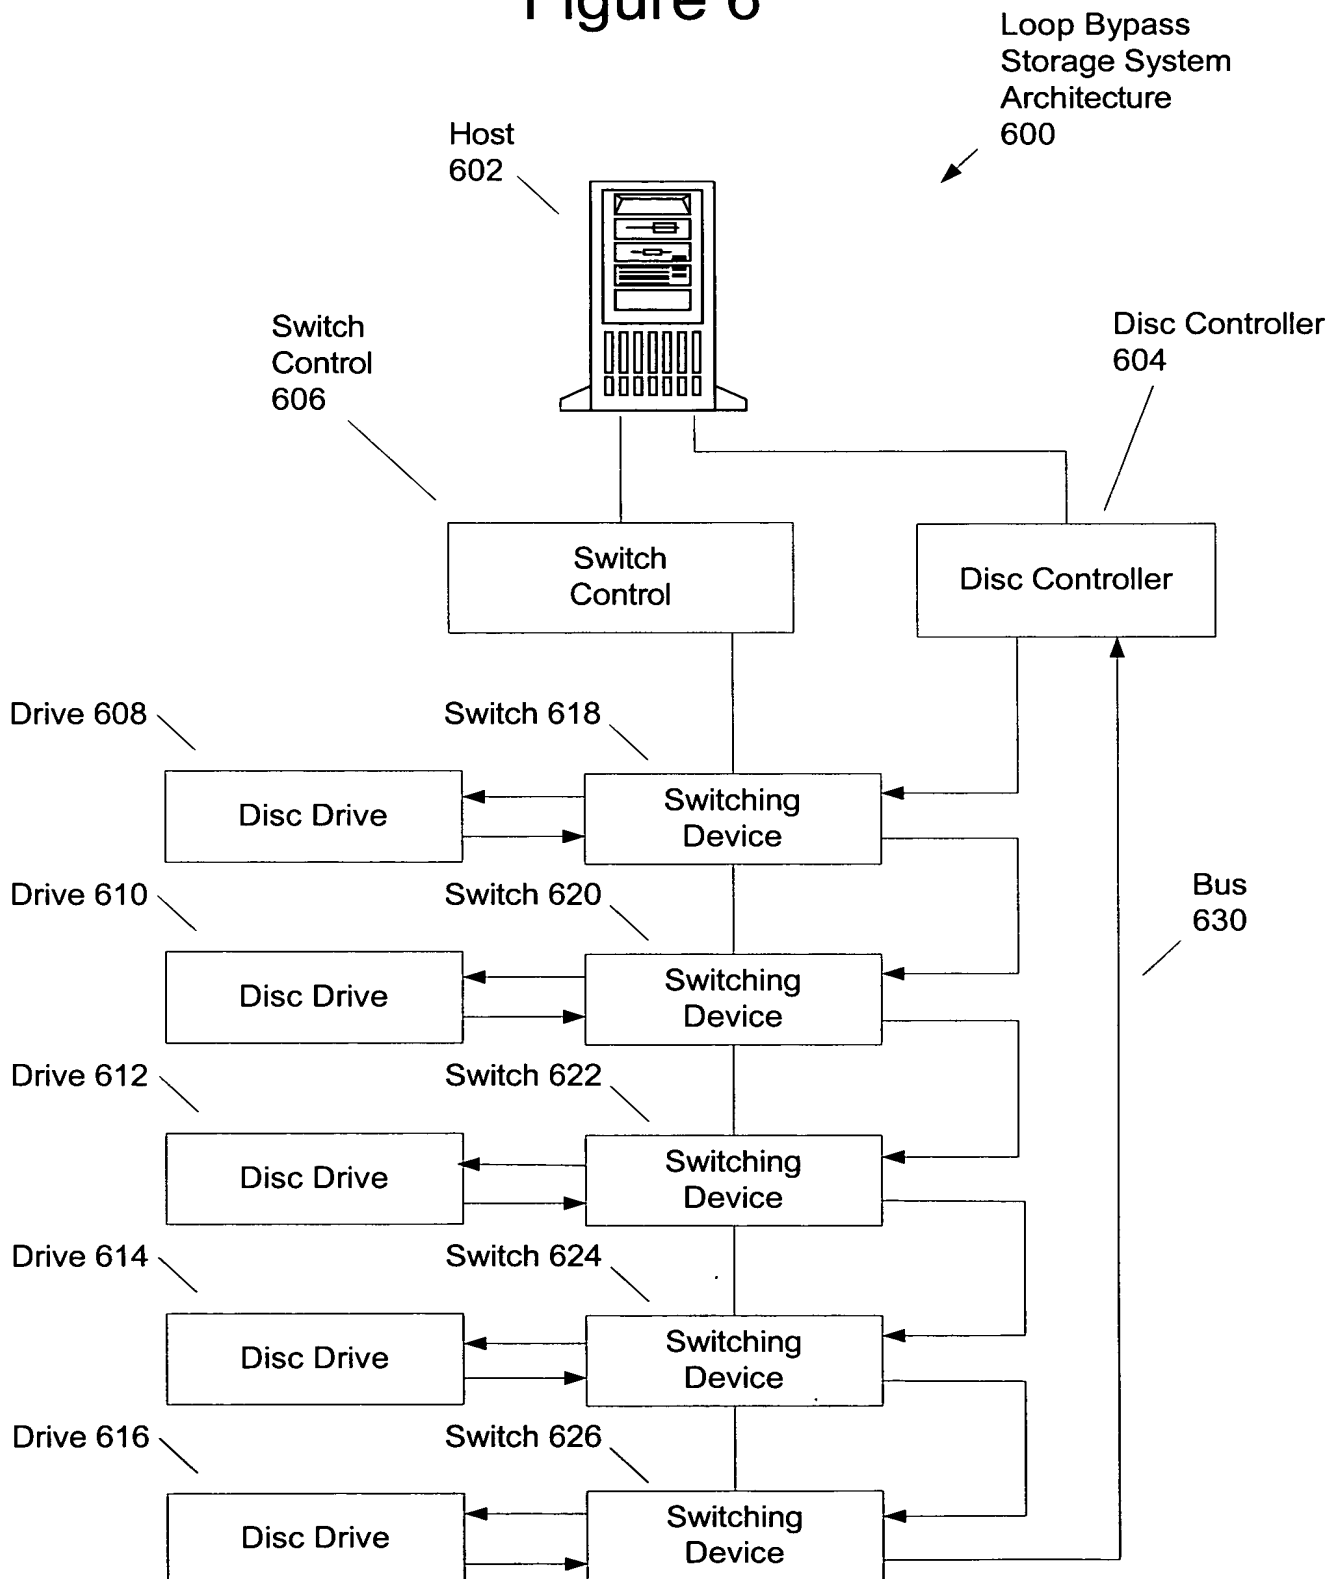 Figure 6
Loop Bypass
Storage System
Architecture
600
Host
602
Switch
Control
606
Disc Controller
604
Switch
Control
Disc Controller
Drive 608
Switch 618
Disc Drive
Switching
Device
Drive 610
Switch 620
Bus
630
Disc Drive
Switching
Device
Drive 612
Switch 622
Disc Drive
Switching
Device
Drive 614
Switch 624
Disc Drive
Switching
Device
Drive 616
Switch 626
Disc Drive
Switching
Device